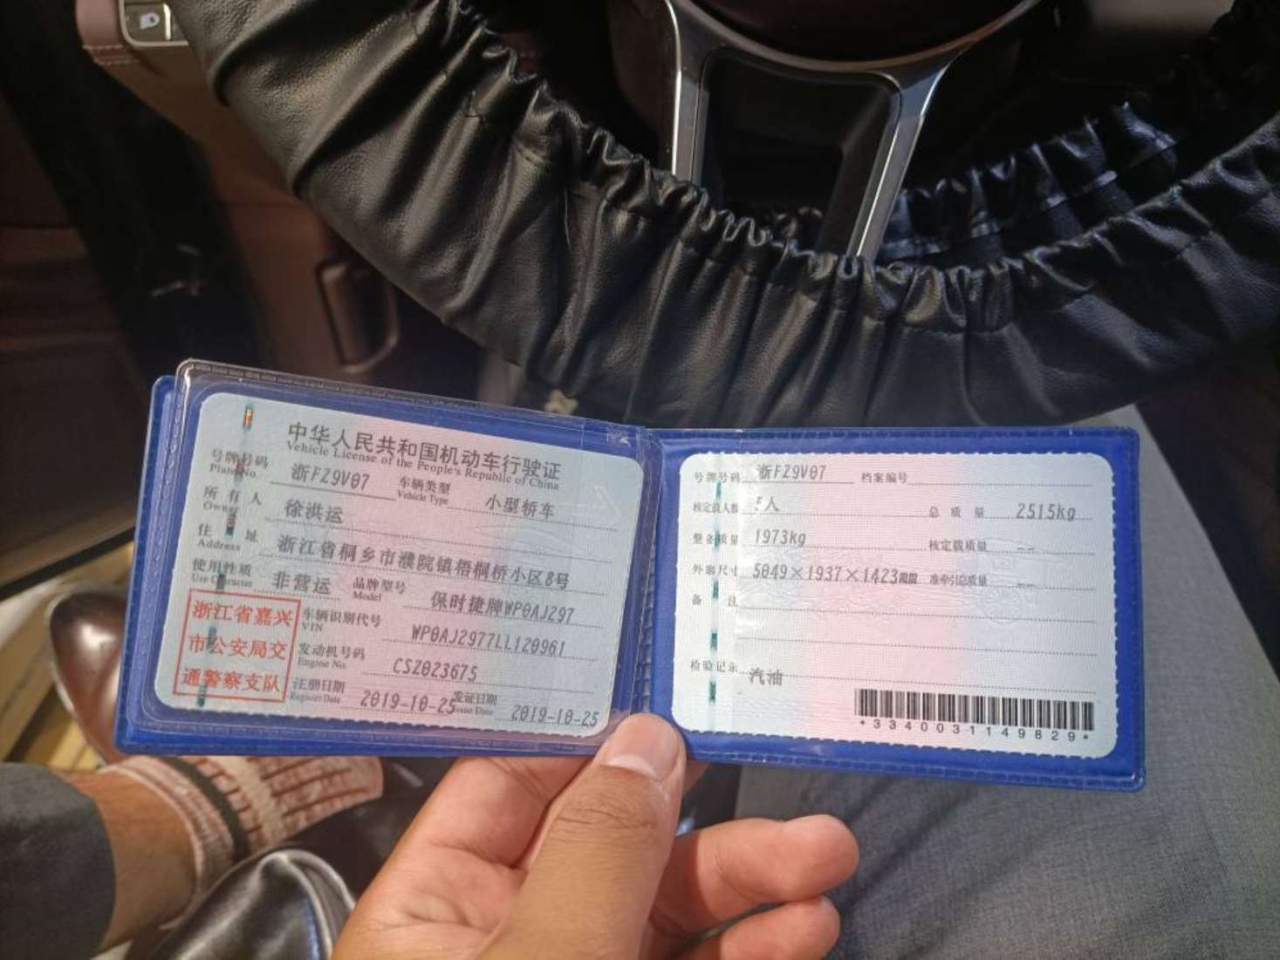 中华人民共和国机动车行驶证
Vehicle License of the People's Republic of China
号牌号码 浙FZ9V07 车辆类型 小型轿车
Plate No. Vehicle Type
所有人 徐洪运
Owner
住址 浙江省桐乡市濮院镇梧桐桥小区8号
Address
使用性质 非营运 品牌型号 保时捷牌WP0AJ297
Use Character Model
浙江省嘉兴
市公安局交
通警察支队
车辆识别代号 WP0AJ2977LL120961
VIN
发动机号码 CSZ023675
Engine No.
注册日期 2019-10-25 发证日期 2019-10-25
Register Date Issue Date
号牌号码 浙FZ9V07 档案编号
核定载人数 5人 总质量 2515kg
整备质量 1973kg 核定载质量 --
外廓尺寸 5049×1937×1423mm 准牵引总质量 --
备注
检验记录 汽油
*3340031149829*